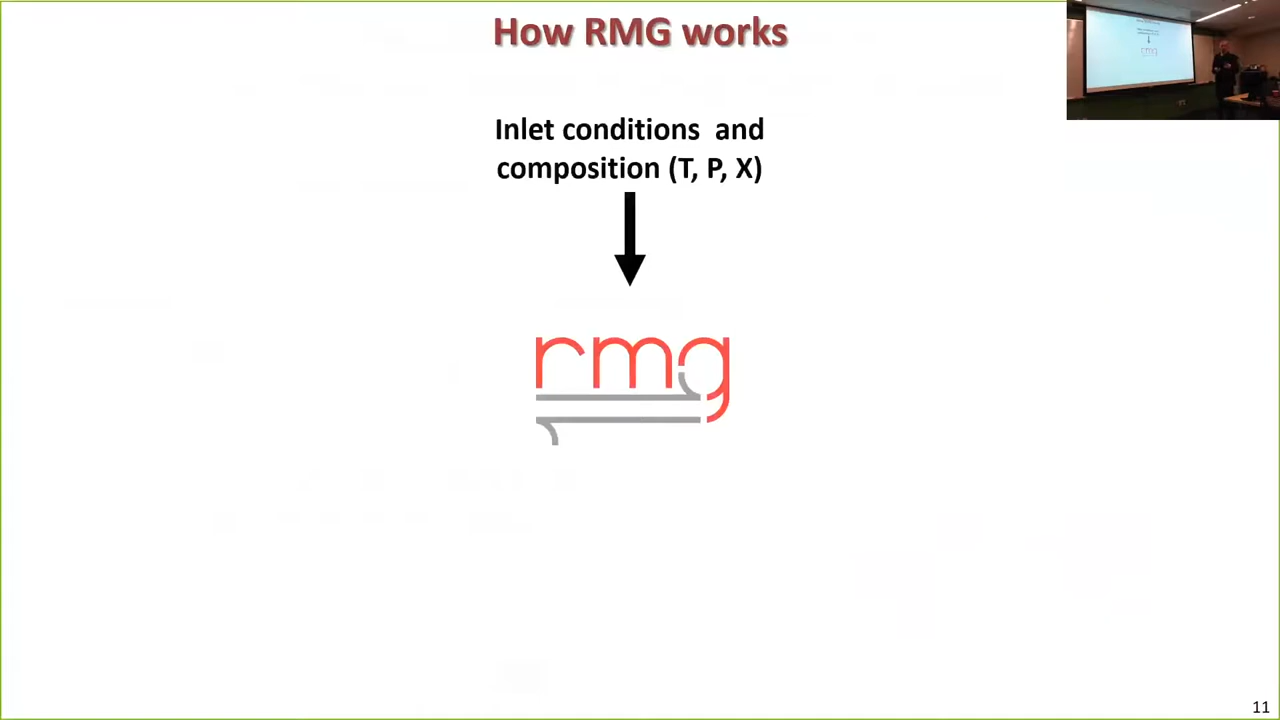 How RMG works
Inlet conditions and
composition (T, P, X)
rmg
11